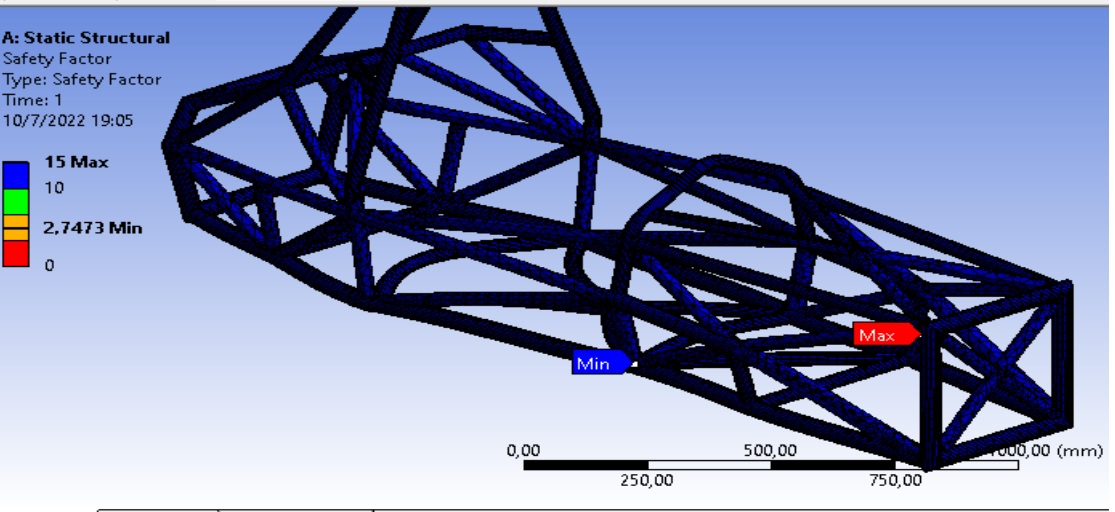 A: Static Structural
Safety Factor
Type: Safety Factor
Time: 1
10/7/2022 19:05
15 Max
10
2,7473 Min
0
Max
Min
0,00 500,00 1000,00 (mm)
250,00 750,00